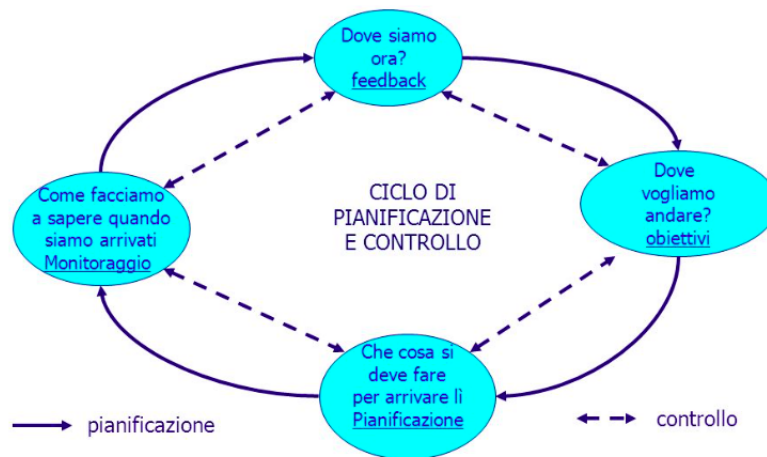 Dove siamo
ora?
feedback
Dove
vogliamo
andare?
obiettivi
Come facciamo
a sapere quando
siamo arrivati
Monitoraggio
CICLO DI
PIANIFICAZIONE
E CONTROLLO
Che cosa si
deve fare
per arrivare lì
Pianificazione
pianificazione
controllo